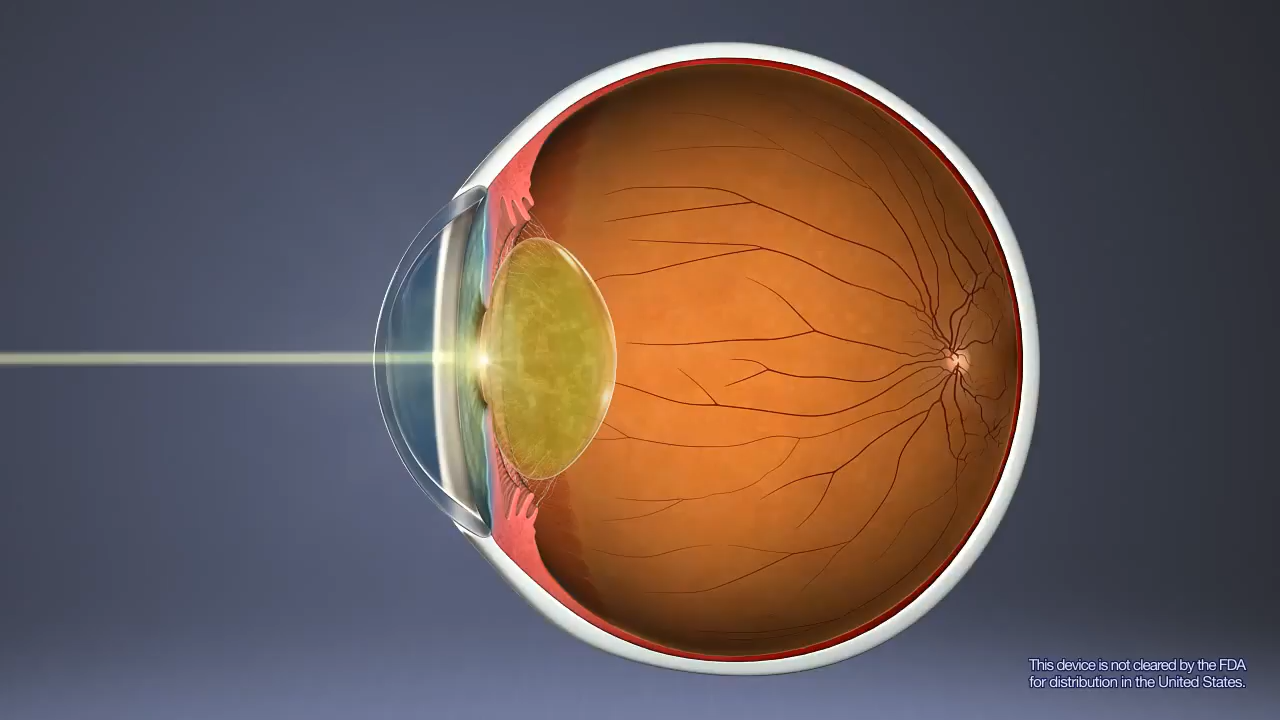 This device is not cleared by the FDA
for distribution in the United States.